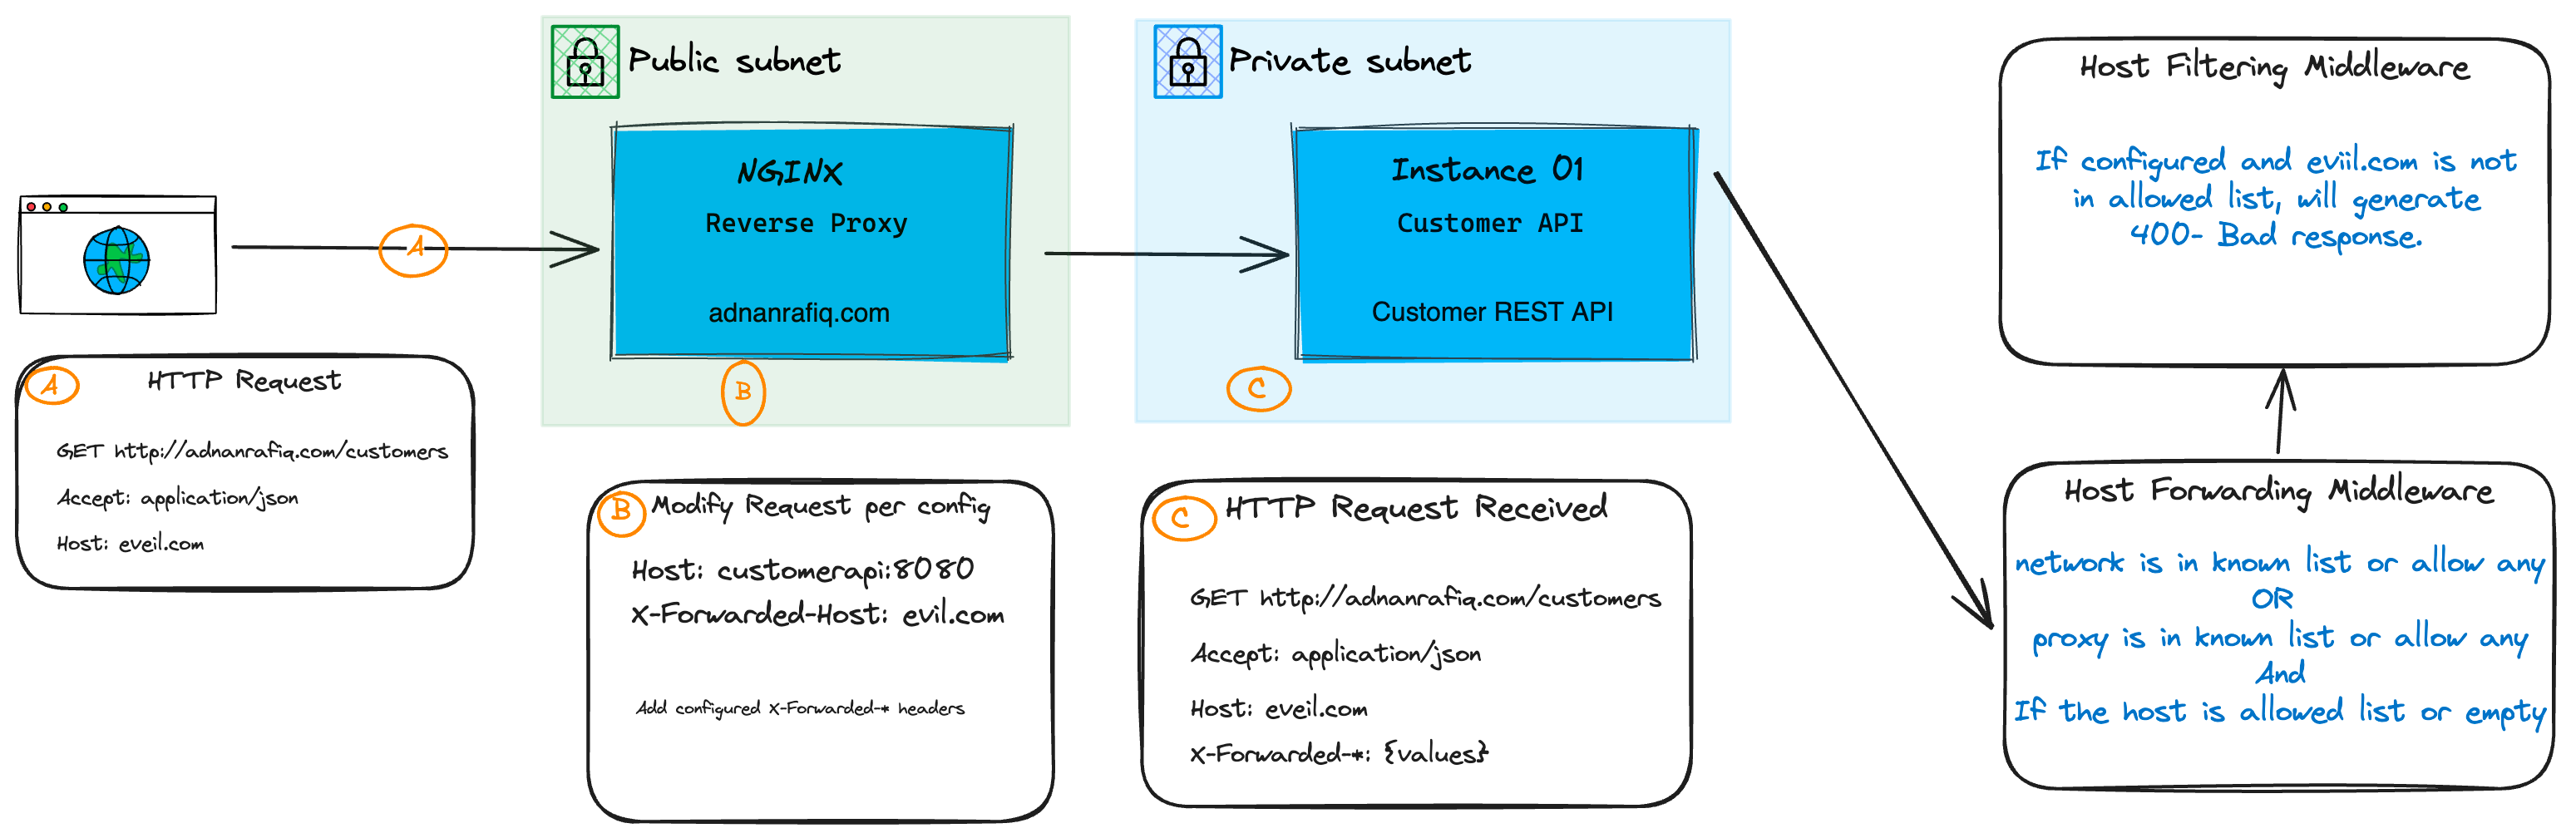 Public subnet
NGINX
Reverse Proxy
adnanrafiq.com
B
Private subnet
Instance 01
Customer API
Customer REST API
C
A
A
HTTP Request
GET http://adnanrafiq.com/customers
Accept: application/json
Host: eveil.com
B
Modify Request per config
Host: customerapi:8080
X-Forwarded-Host: evil.com
Add configured X-Forwarded-* headers
C
HTTP Request Received
GET http://adnanrafiq.com/customers
Accept: application/json
Host: eveil.com
X-Forwarded-*: {values}
Host Filtering Middleware
If configured and eviil.com is not
in allowed list, will generate
400- Bad response.
Host Forwarding Middleware
network is in known list or allow any
OR
proxy is in known list or allow any
And
If the host is allowed list or empty